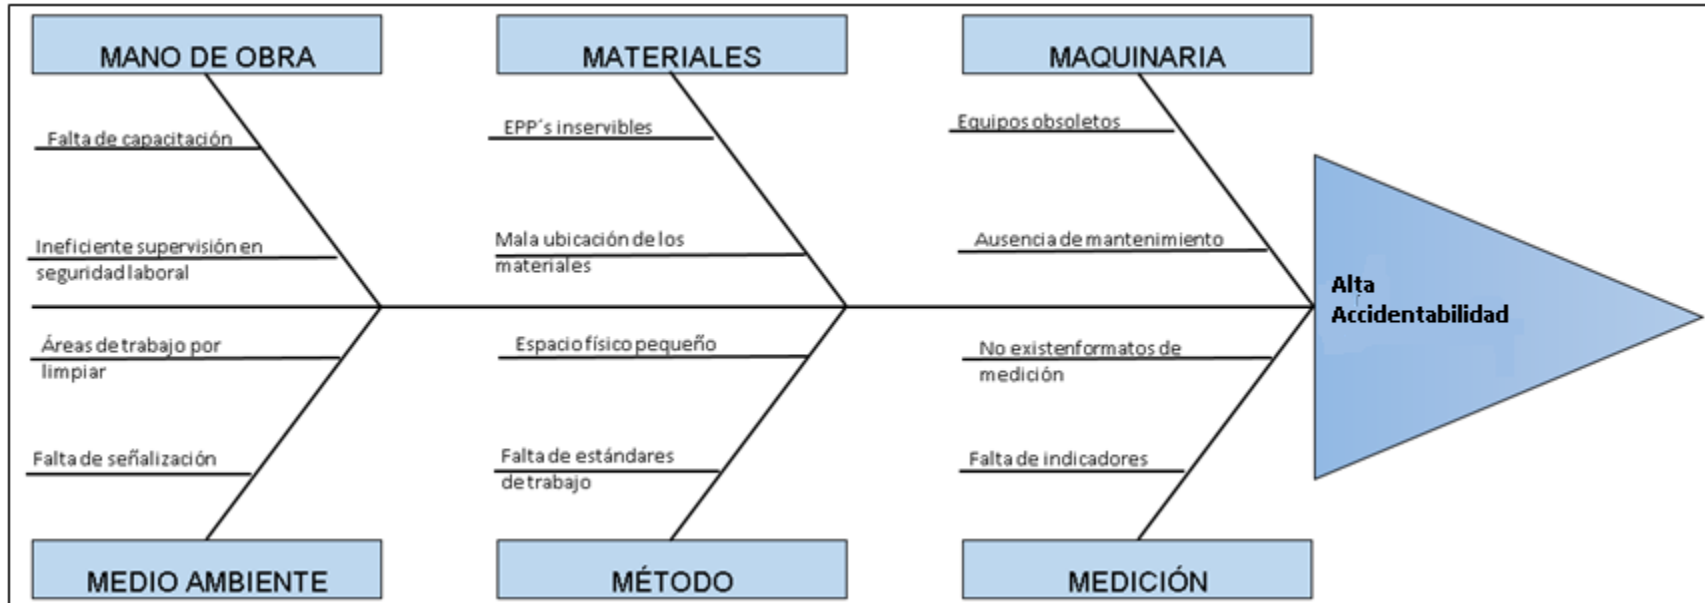 MANO DE OBRA
MATERIALES
MAQUINARIA
Falta de capacitación
EPP´s inservibles
Equipos obsoletos
Ineficiente supervisión en
seguridad laboral
Mala ubicación de los
materiales
Ausencia de mantenimiento
Alta
Accidentabilidad
Áreas de trabajo por
limpiar
Espacio físico pequeño
No existenformatos de
medición
Falta de señalización
Falta de estándares
de trabajo
Falta de indicadores
MEDIO AMBIENTE
MÉTODO
MEDICIÓN